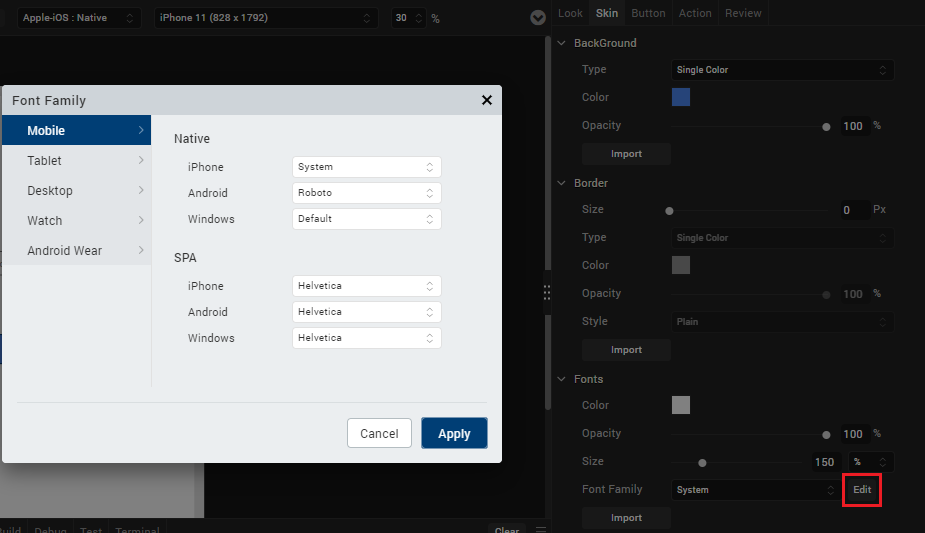 Apple-iOS : Native
iPhone 11 (828 x 1792)
30 %
Look Skin Button Action Review
Font Family
Mobile
Tablet
Desktop
Watch
Android Wear
Native
iPhone System
Android Roboto
Windows Default
SPA
iPhone Helvetica
Android Helvetica
Windows Helvetica
Cancel Apply
BackGround
Type Single Color
Color
Opacity 100 %
Import
Border
Size 0 Px
Type Single Color
Color
Opacity 100 %
Style Plain
Import
Fonts
Color
Opacity 100 %
Size 150 %
Font Family System Edit
Import
Debug Test Terminal Clear